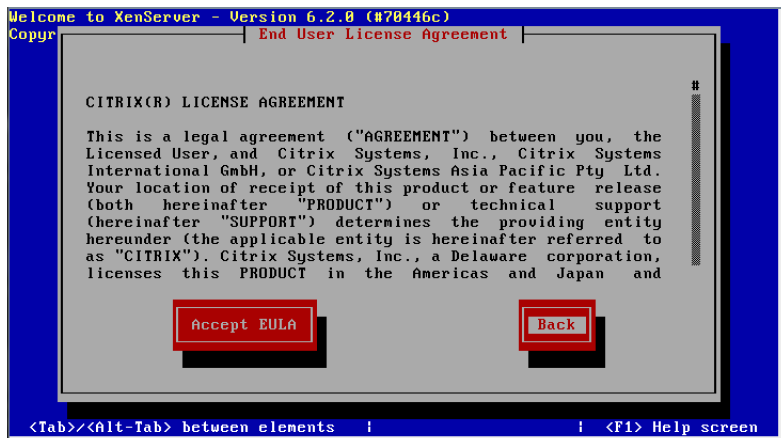 Welcome to XenServer - Version 6.2.0 (#70446c)
Copyr
End User License Agreement
#
CITRIX(R) LICENSE AGREEMENT
This is a legal agreement ("AGREEMENT") between you, the
Licensed User, and Citrix Systems, Inc., Citrix Systems
International GmbH, or Citrix Systems Asia Pacific Pty Ltd.
Your location of receipt of this product or feature release
(both hereinafter "PRODUCT") or technical support
(hereinafter "SUPPORT") determines the providing entity
hereunder (the applicable entity is hereinafter referred to
as "CITRIX"). Citrix Systems, Inc., a Delaware corporation,
licenses this PRODUCT in the Americas and Japan and
Accept EULA Back
<Tab>/<Alt-Tab> between elements | | <F1> Help screen